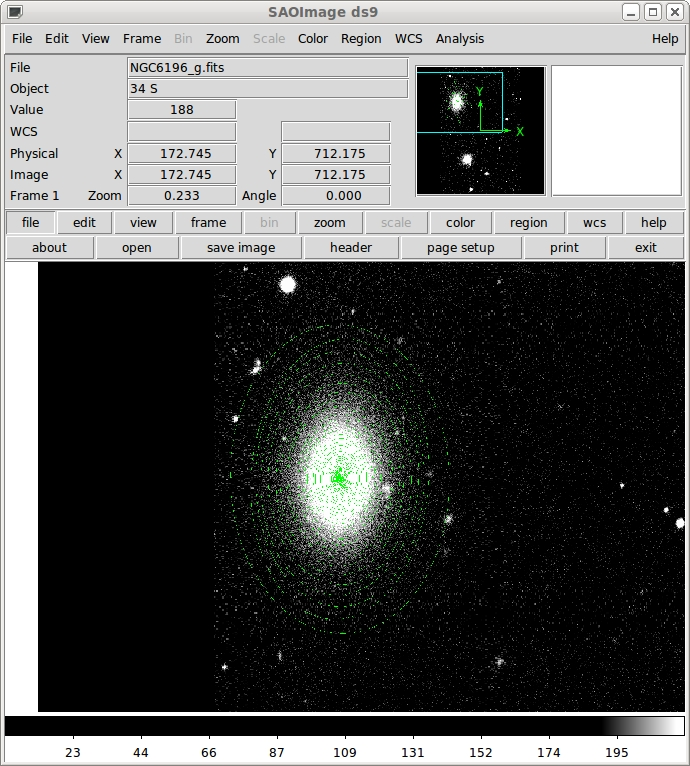 SAOImage ds9
File Edit View Frame Bin Zoom Scale Color Region WCS Analysis Help
File NGC6196_g.fits
Object 34 S
Value 188
WCS
Physical X 172.745 Y 712.175
Image X 172.745 Y 712.175
Frame 1 Zoom 0.233 Angle 0.000
Y
X
file edit view frame bin zoom scale color region wcs help
about open save image header page setup print exit
23 44 66 87 109 131 152 174 195